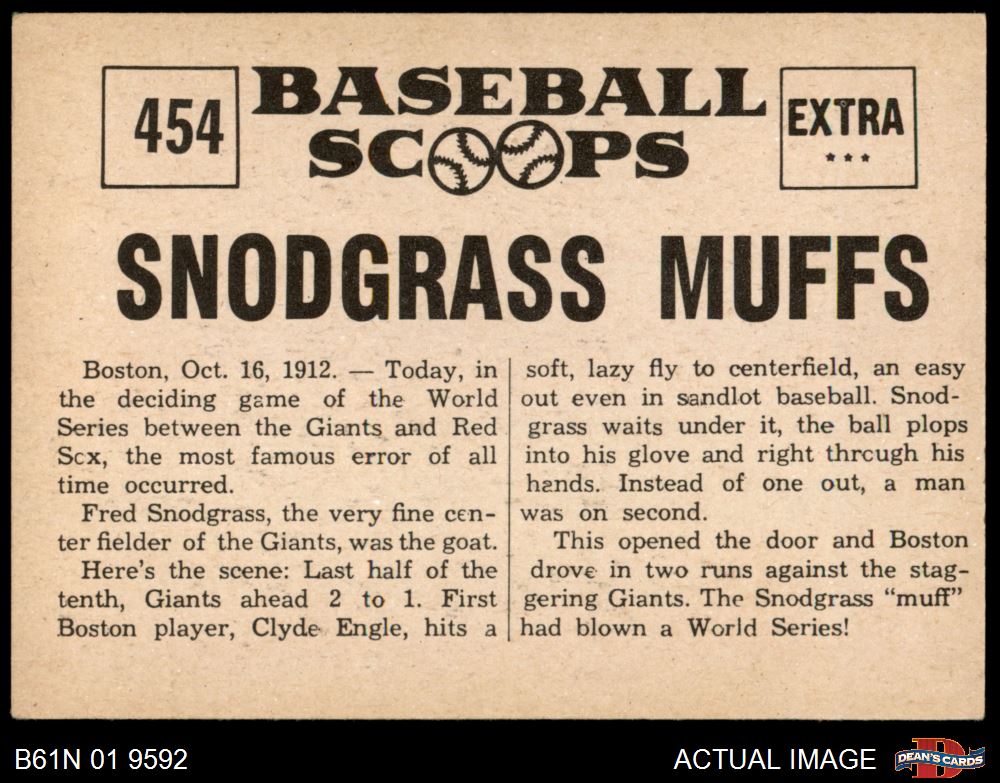 454
BASEBALL
SCOOPS
EXTRA
SNODGRASS MUFFS
Boston, Oct. 16, 1912. — Today, in
the deciding game of the World
Series between the Giants and Red
Sox, the most famous error of all
time occurred.
Fred Snodgrass, the very fine cen-
ter fielder of the Giants, was the goat.
Here's the scene: Last half of the
tenth, Giants ahead 2 to 1. First
Boston player, Clyde Engle, hits a
soft, lazy fly to centerfield, an easy
out even in sandlot baseball. Snod-
grass waits under it, the ball plops
into his glove and right through his
hands. Instead of one out, a man
was on second.
This opened the door and Boston
drove in two runs against the stag-
gering Giants. The Snodgrass "muff"
had blown a World Series!
B61N 01 9592
ACTUAL IMAGE
D
DEAN'S CARDS